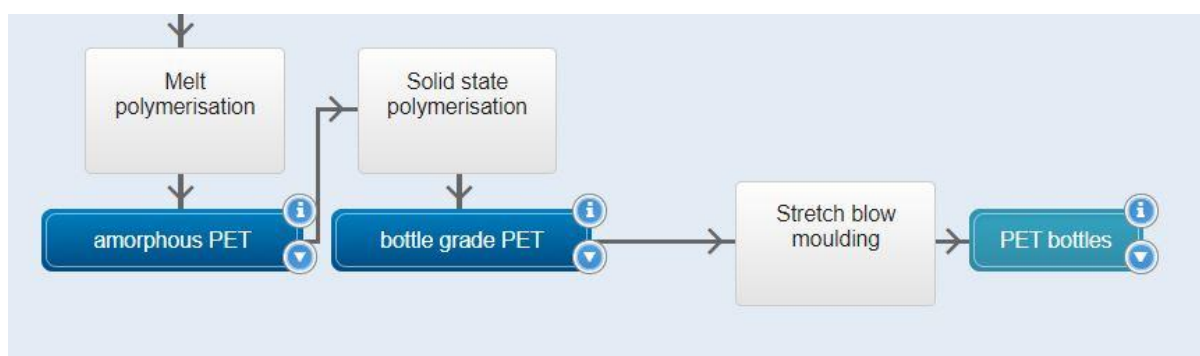 Melt
polymerisation
Solid state
polymerisation
amorphous PET
i
bottle grade PET
i
Stretch blow
moulding
PET bottles
i